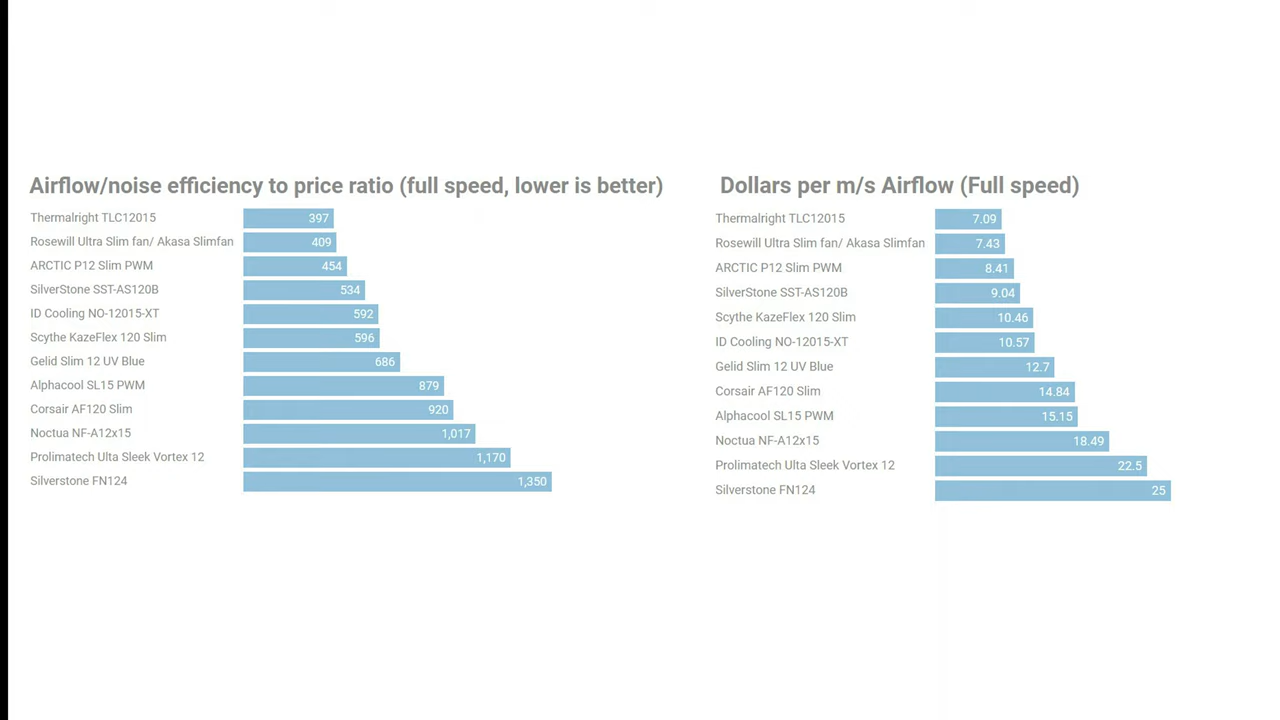 Airflow/noise efficiency to price ratio (full speed, lower is better)
Thermalright TLC12015 397
Rosewill Ultra Slim fan/ Akasa Slimfan 409
ARCTIC P12 Slim PWM 454
SilverStone SST-AS120B 534
ID Cooling NO-12015-XT 592
Scythe KazeFlex 120 Slim 596
Gelid Slim 12 UV Blue 686
Alphacool SL15 PWM 879
Corsair AF120 Slim 920
Noctua NF-A12x15 1,017
Prolimatech Ulta Sleek Vortex 12 1,170
Silverstone FN124 1,350
Dollars per m/s Airflow (Full speed)
Thermalright TLC12015 7.09
Rosewill Ultra Slim fan/ Akasa Slimfan 7.43
ARCTIC P12 Slim PWM 8.41
SilverStone SST-AS120B 9.04
Scythe KazeFlex 120 Slim 10.46
ID Cooling NO-12015-XT 10.57
Gelid Slim 12 UV Blue 12.7
Corsair AF120 Slim 14.84
Alphacool SL15 PWM 15.15
Noctua NF-A12x15 18.49
Prolimatech Ulta Sleek Vortex 12 22.5
Silverstone FN124 25